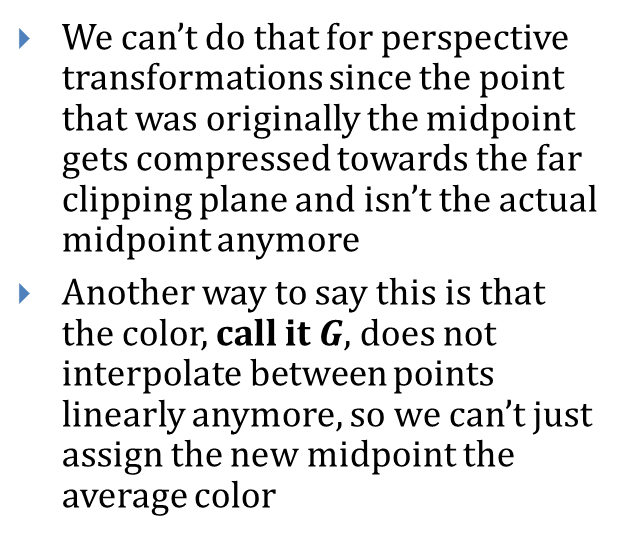 We can't do that for perspective
transformations since the point
that was originally the midpoint
gets compressed towards the far
clipping plane and isn't the actual
midpoint anymore
Another way to say this is that
the color, call it G, does not
interpolate between points
linearly anymore, so we can't just
assign the new midpoint the
average color